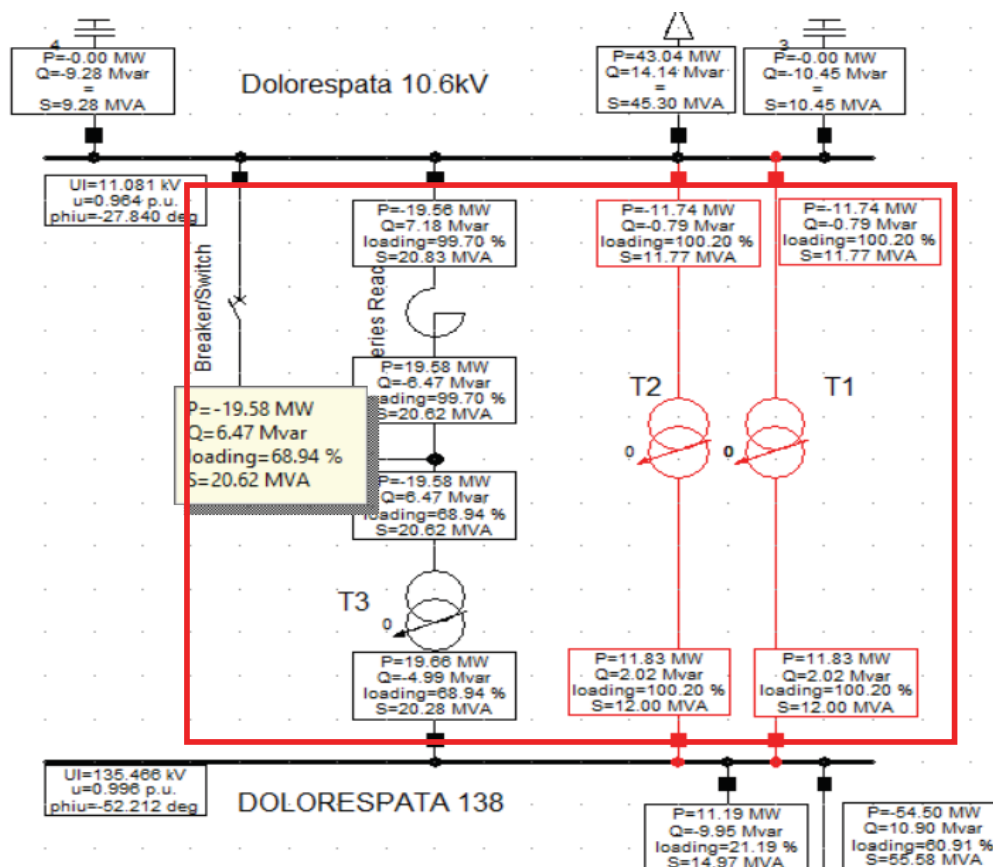 4
P=-0.00 MW
Q=-9.28 Mvar
=
S=9.28 MVA
Dolorespata 10.6kV
P=43.04 MW
Q=14.14 Mvar
=
S=45.30 MVA
3
P=-0.00 MW
Q=-10.45 Mvar
=
S=10.45 MVA
Ul=11.081 kV
u=0.964 p.u.
phiu=-27.840 deg
Breaker/Switch
P=-19.56 MW
Q=7.18 Mvar
loading=99.70 %
S=20.83 MVA
eries Reac
P=19.58 MW
Q=-6.47 Mvar
loading=99.70 %
S=20.62 MVA
P=-19.58 MW
Q=6.47 Mvar
loading=68.94 %
S=20.62 MVA
P=-19.58 MW
Q=6.47 Mvar
loading=68.94 %
S=20.62 MVA
T3
0
P=19.66 MW
Q=-4.99 Mvar
loading=68.94 %
S=20.28 MVA
P=-11.74 MW
Q=-0.79 Mvar
loading=100.20 %
S=11.77 MVA
T2
0
P=11.83 MW
Q=2.02 Mvar
loading=100.20 %
S=12.00 MVA
P=-11.74 MW
Q=-0.79 Mvar
loading=100.20 %
S=11.77 MVA
T1
0
P=11.83 MW
Q=2.02 Mvar
loading=100.20 %
S=12.00 MVA
Ul=135.466 kV
u=0.996 p.u.
phiu=-52.212 deg
DOLORESPATA 138
P=11.19 MW
Q=-9.95 Mvar
loading=21.19 %
S=14.97 MVA
P=-54.50 MW
Q=10.90 Mvar
loading=60.91 %
S=55.58 MVA